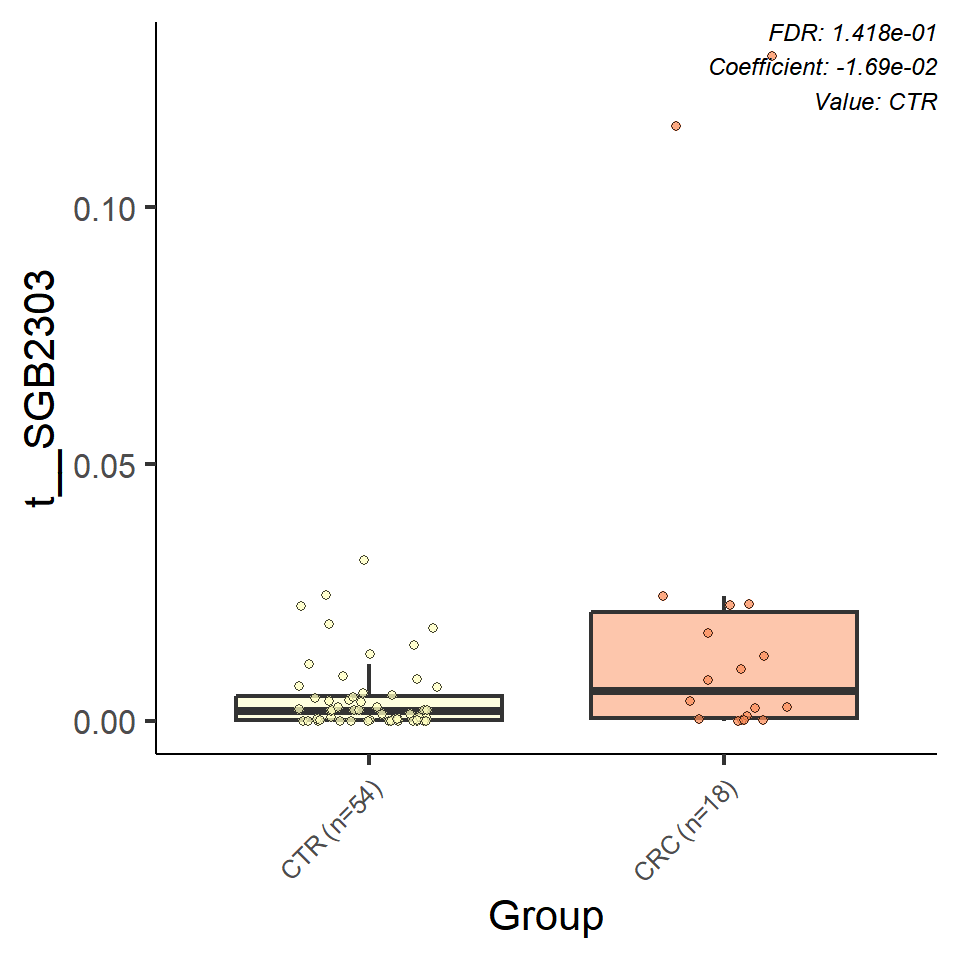 FDR: 1.418e-01
Coefficient: -1.69e-02
Value: CTR
t__SGB2303
0.10
0.05
0.00
CTR (n=54)
CRC (n=18)
Group